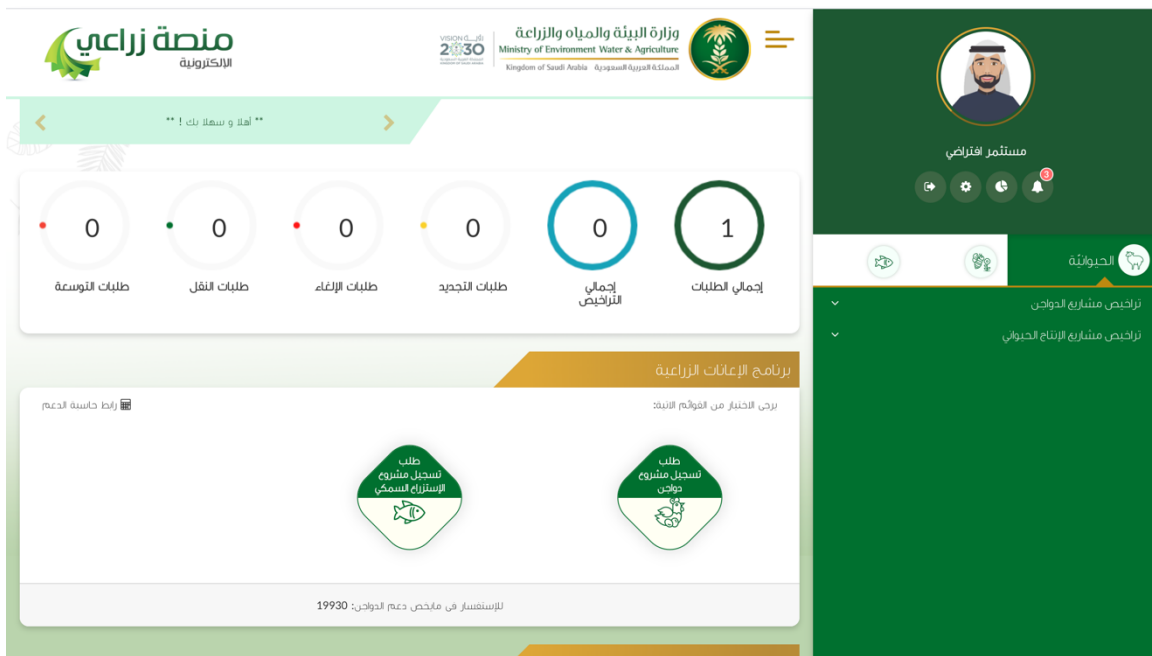 وزارة البيئة والمياه والزراعة
Ministry of Environment Water & Agriculture
Kingdom of Saudi Arabia المملكة العربية السعودية
VISION رؤية
2030
منصة زراعي
الإلكترونية
** أهلا و سهلا بك ! **
مستثمر افتراضي
3
الحيوانيّة
تراخيص مشاريع الدواجن
تراخيص مشاريع الإنتاج الحيواني
1
إجمالي الطلبات
0
إجمالي
التراخيص
0
طلبات التجديد
0
طلبات الإلغاء
0
طلبات النقل
0
طلبات التوسعة
برنامج الإعانات الزراعية
يرجى الاختيار من القوائم الاتية:
رابط حاسبة الدعم
طلب
تسجيل مشروع
دواجن
طلب
تسجيل مشروع
الإستزراع السمكي
للإستفسار في مايخص دعم الدواجن: 19930